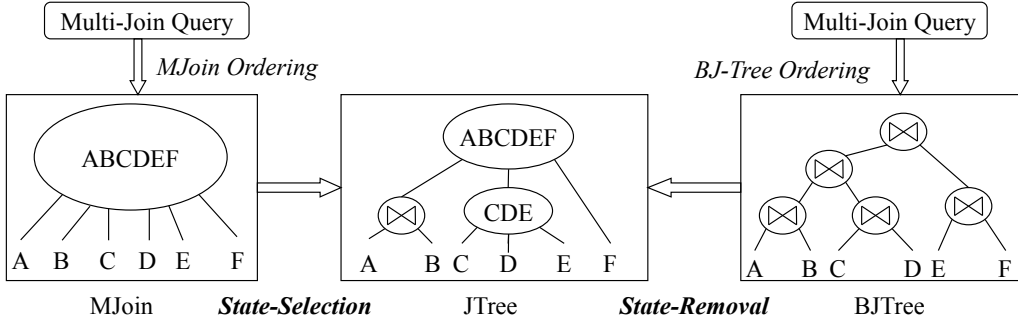 Multi-Join Query
Multi-Join Query
MJoin Ordering
BJ-Tree Ordering
ABCDEF
ABCDEF
CDE
A B C D E F
A B C D E F
A B C D E F
MJoin State-Selection JTree State-Removal BJTree